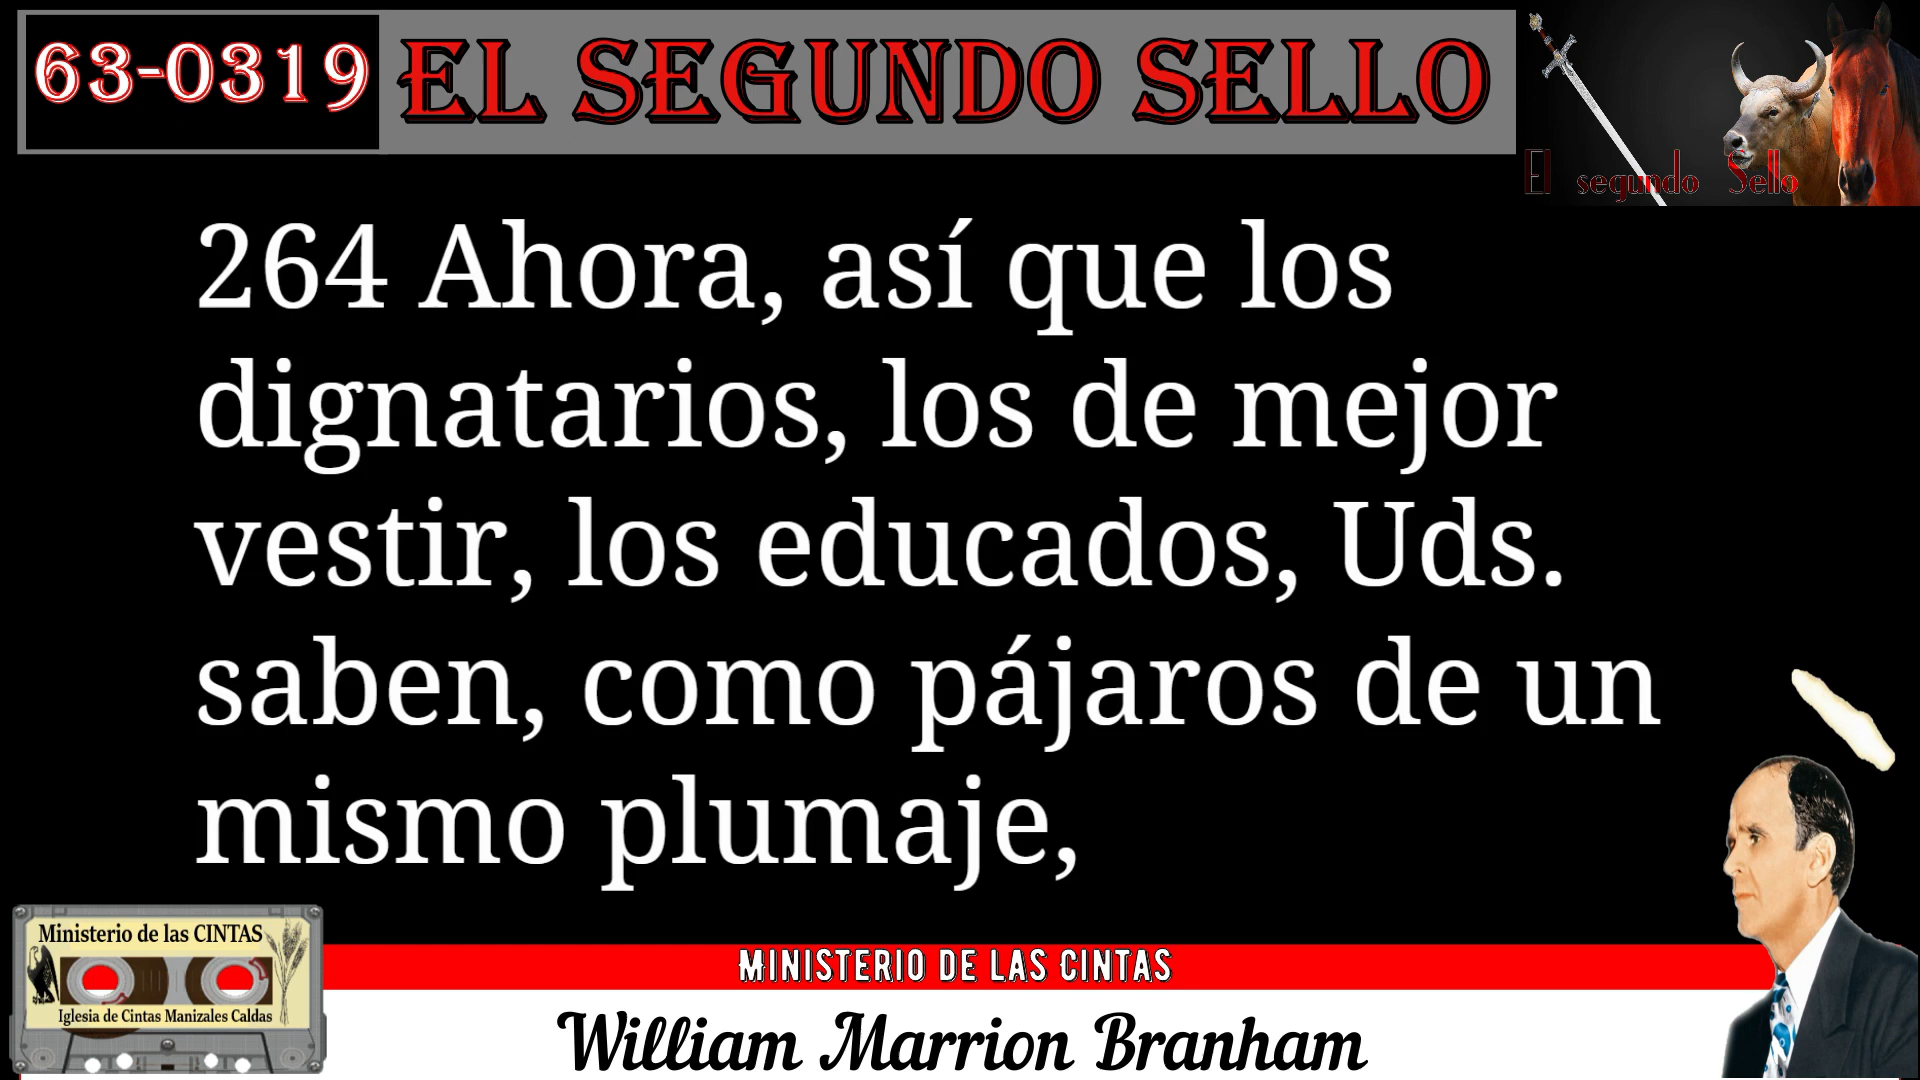 63-0319
EL SEGUNDO SELLO
El segundo Sello
264 Ahora, así que los
dignatarios, los de mejor
vestir, los educados, Uds.
saben, como pájaros de un
mismo plumaje,
Ministerio de las CINTAS
Iglesia de Cintas Manizales Caldas
MINISTERIO DE LAS CINTAS
William Marrion Branham